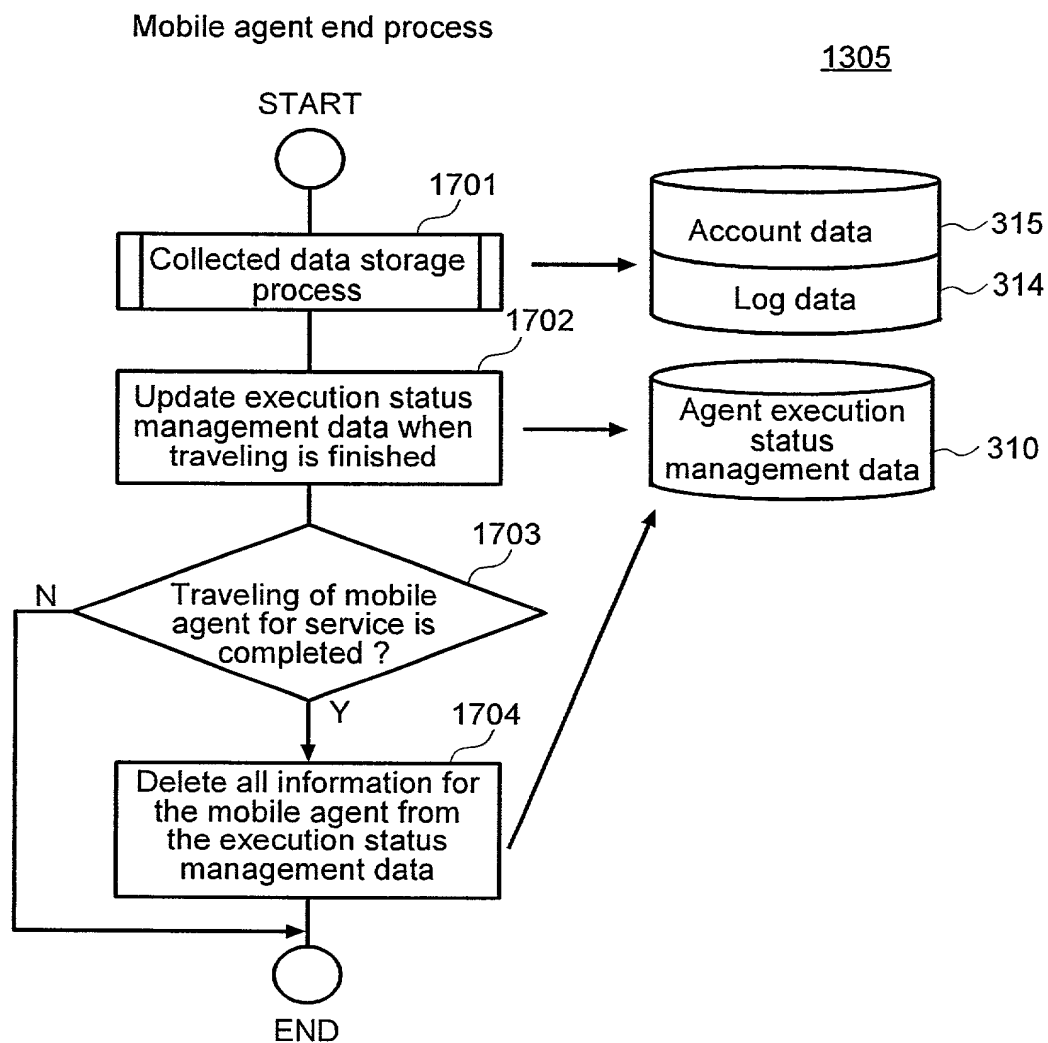 Mobile agent end process
1305
START
1701
Collected data storage
process
Account data
315
Log data
314
1702
Update execution status
management data when
traveling is finished
Agent execution
status
management data
310
1703
N
Traveling of mobile
agent for service is
completed ?
Y
1704
Delete all information for
the mobile agent from
the execution status
management data
END